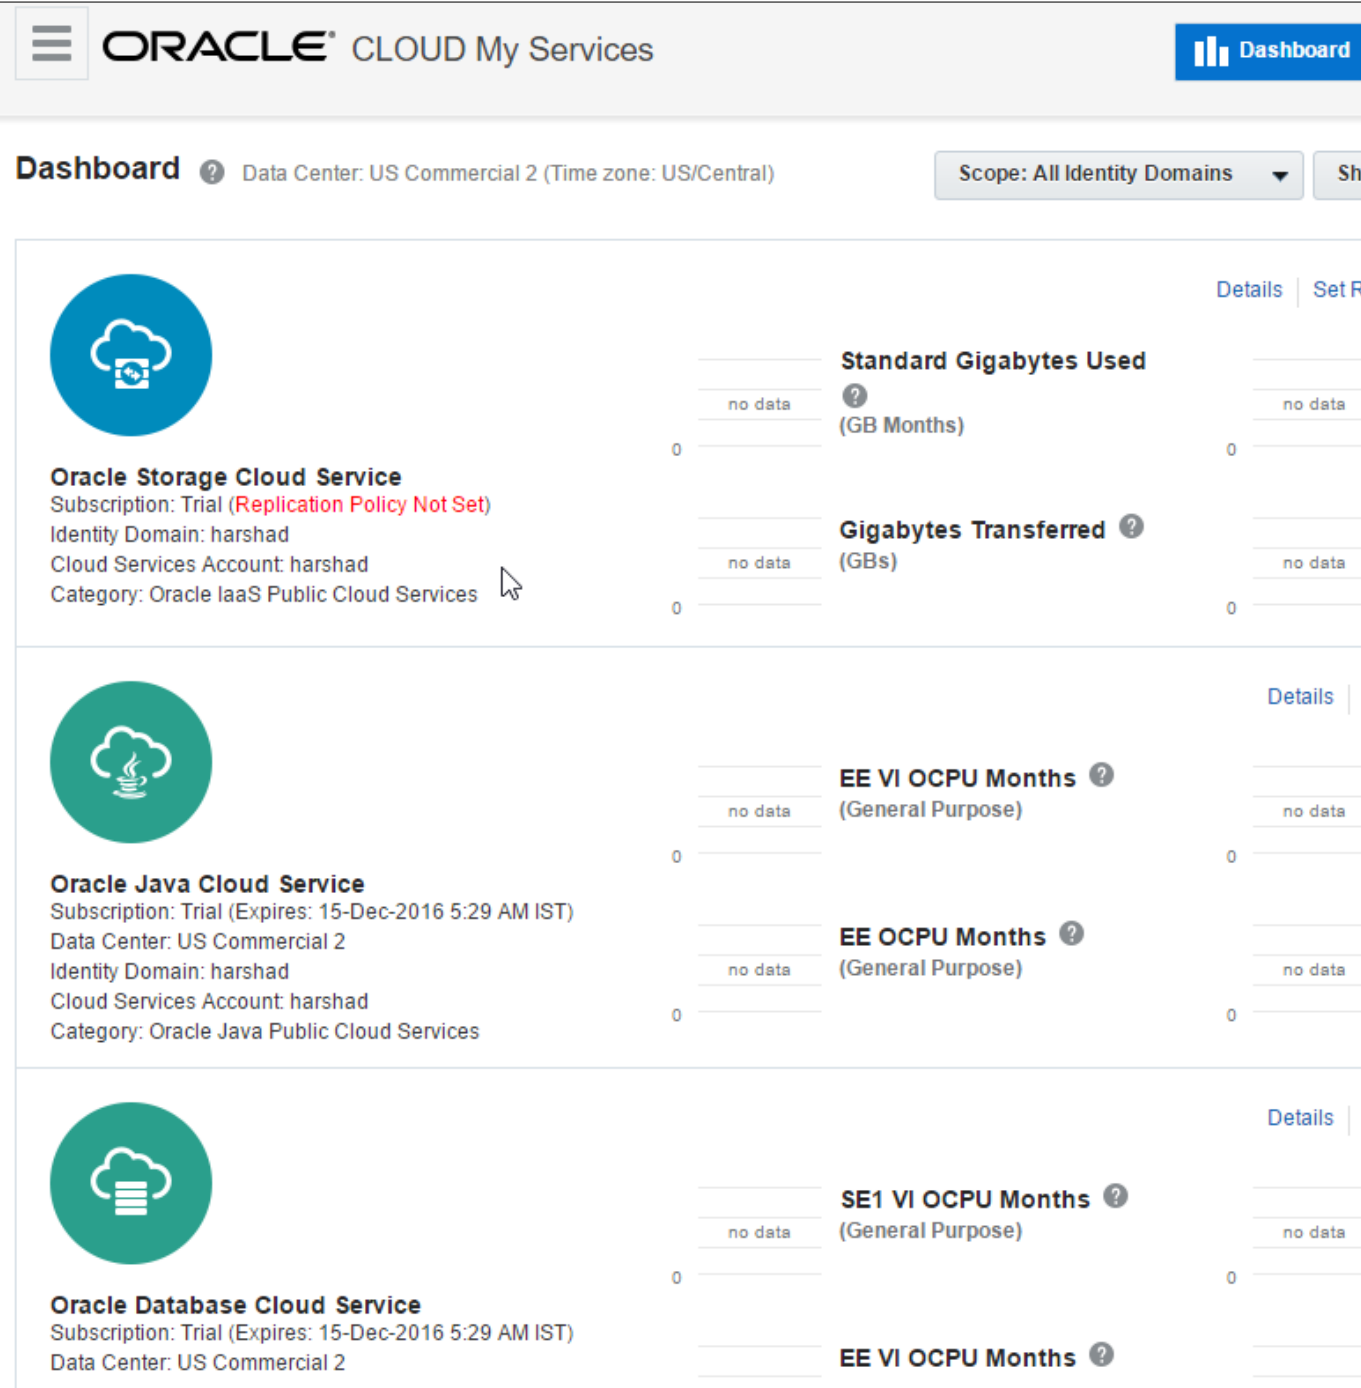 ORACLE CLOUD My Services
Dashboard
Dashboard ? Data Center: US Commercial 2 (Time zone: US/Central)
Scope: All Identity Domains
Sh
Details
Set R
Standard Gigabytes Used
?
no data
(GB Months)
no data
0
0
Oracle Storage Cloud Service
Subscription: Trial (Replication Policy Not Set)
Identity Domain: harshad
Cloud Services Account: harshad
Category: Oracle IaaS Public Cloud Services
Gigabytes Transferred ?
no data
(GBs)
no data
0
0
Details
EE VI OCPU Months ?
no data
(General Purpose)
no data
0
0
Oracle Java Cloud Service
Subscription: Trial (Expires: 15-Dec-2016 5:29 AM IST)
Data Center: US Commercial 2
Identity Domain: harshad
Cloud Services Account: harshad
Category: Oracle Java Public Cloud Services
EE OCPU Months ?
no data
(General Purpose)
no data
0
0
Details
SE1 VI OCPU Months ?
no data
(General Purpose)
no data
0
0
Oracle Database Cloud Service
Subscription: Trial (Expires: 15-Dec-2016 5:29 AM IST)
Data Center: US Commercial 2
EE VI OCPU Months ?